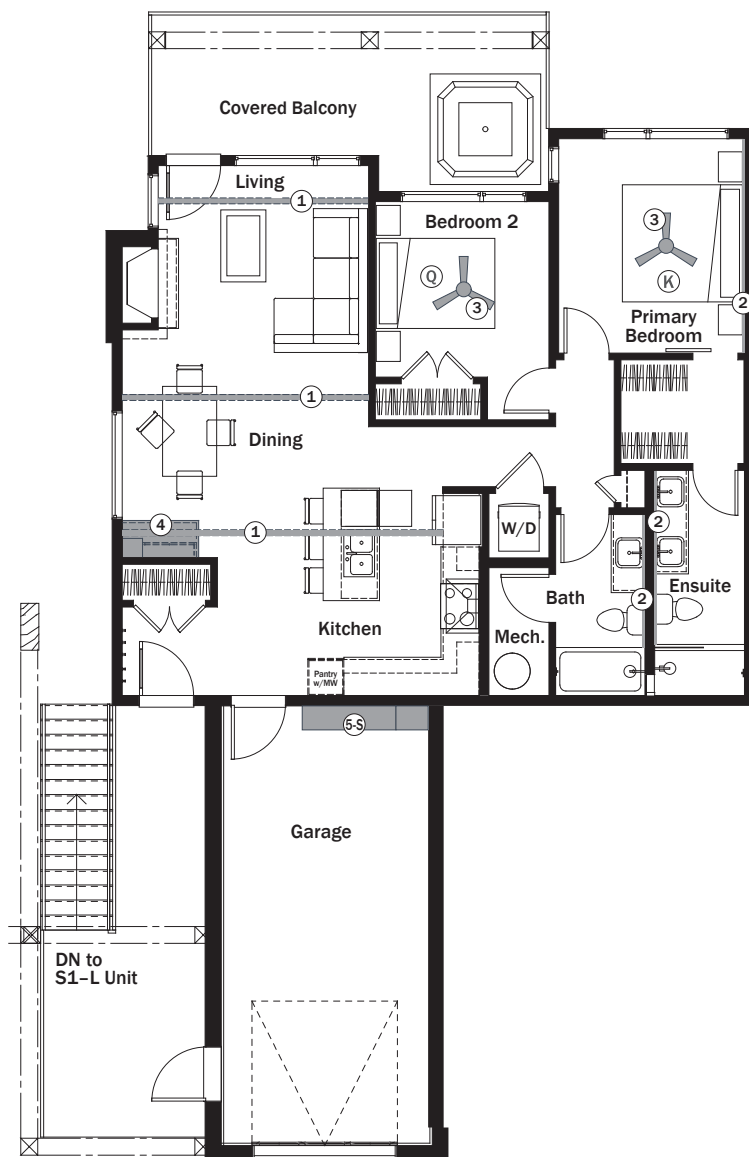 Covered Balcony
Living
1
Bedroom 2
3
Q
3
K
2
Primary
Bedroom
1
Dining
4
1
W/D
2
Ensuite
Bath
2
Kitchen
Mech.
Pantry
w/MW
5-S
Garage
DN to
S1–L Unit